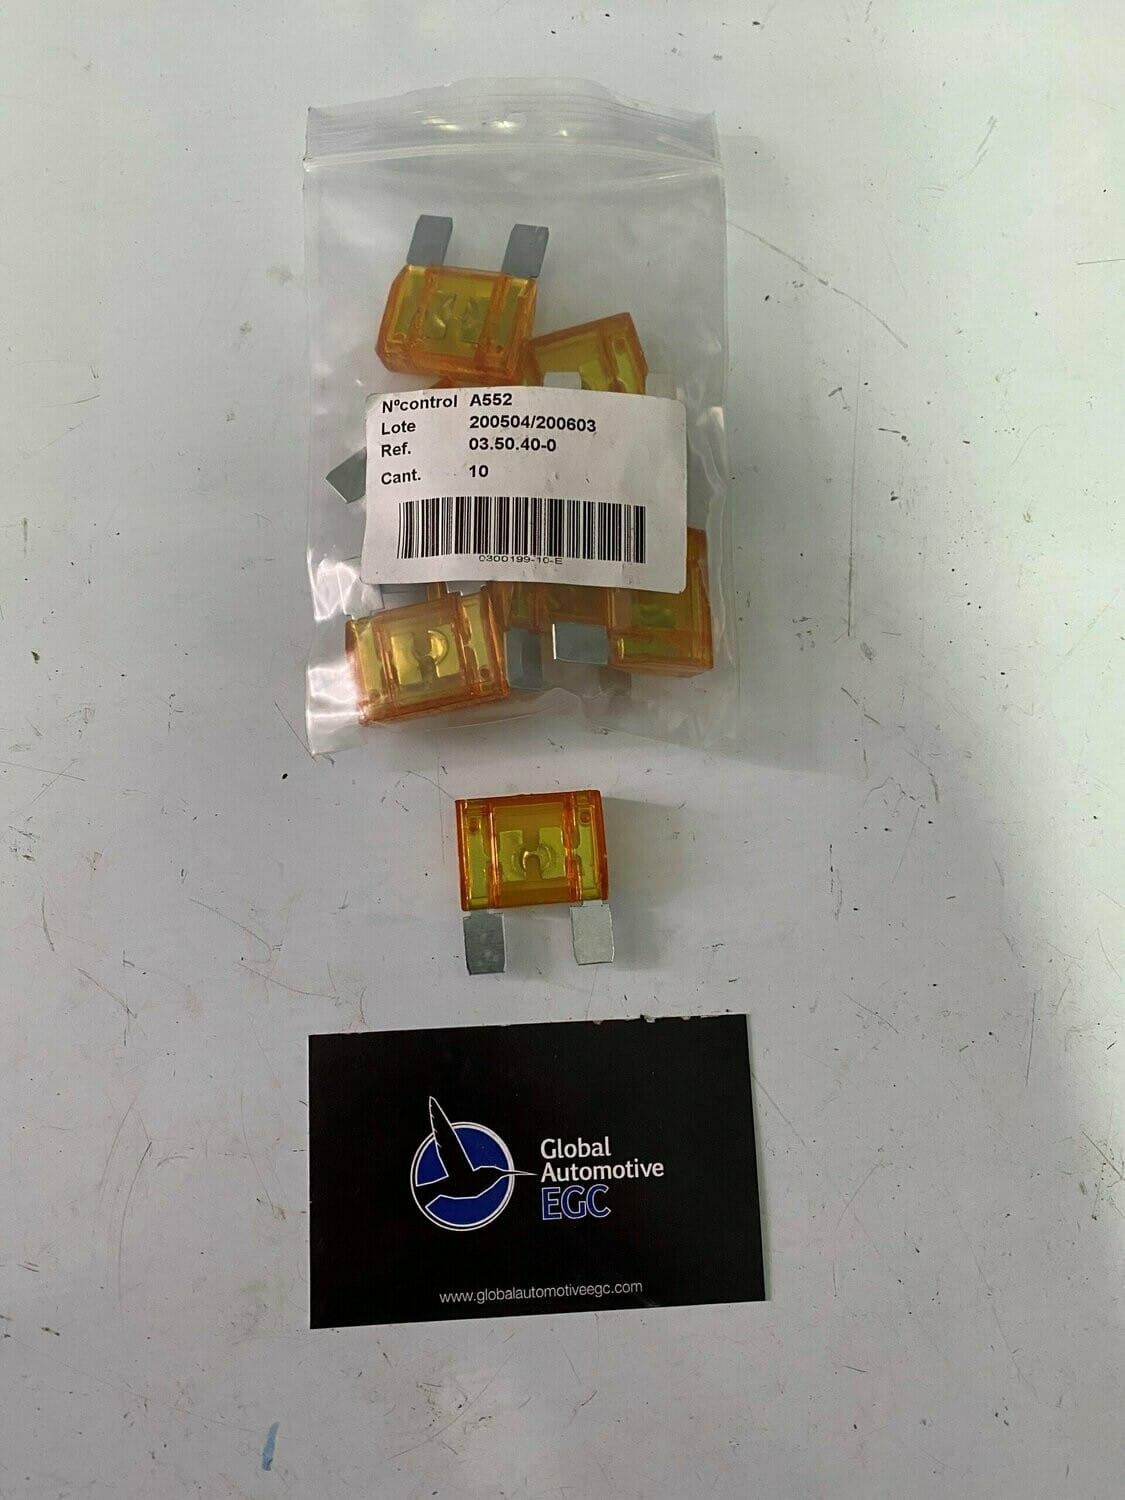 Nºcontrol A552
Lote 200504/200603
Ref. 03.50.40-0
Cant. 10
0300199-10-E
Global
Automotive
EGC
www.globalautomotiveegc.com